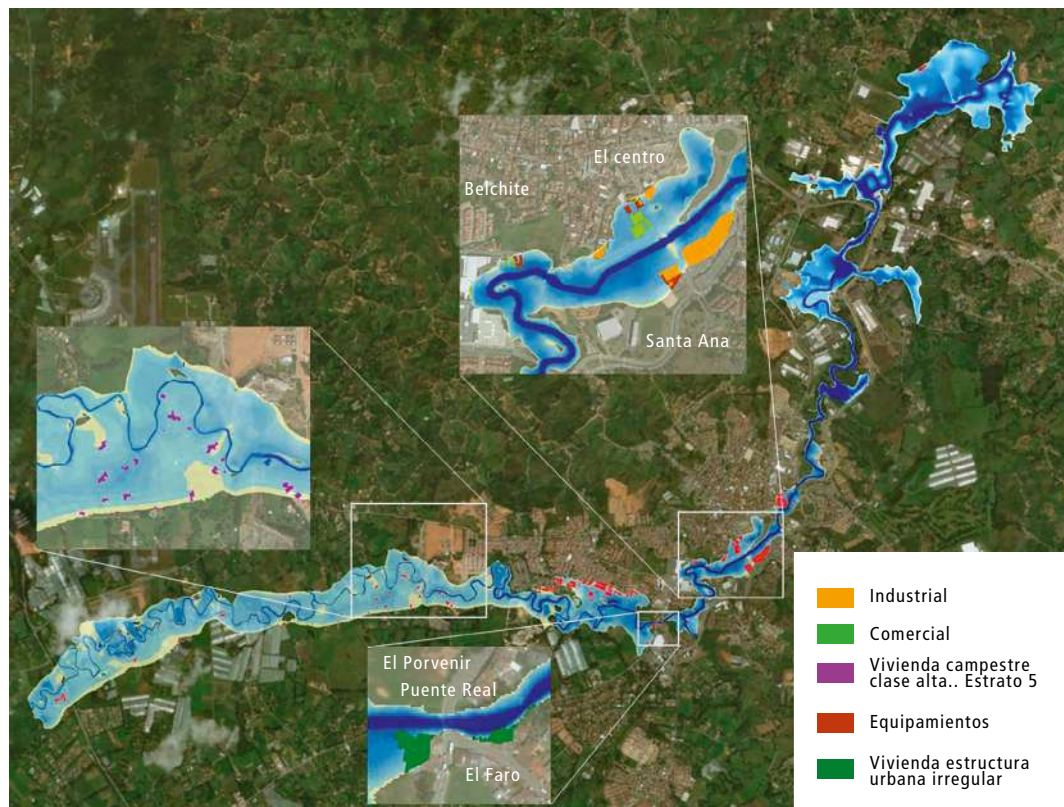 El centro
Belchite
Santa Ana
El Porvenir
Puente Real
El Faro
Industrial
Comercial
Vivienda campestre
clase alta.. Estrato 5
Equipamientos
Vivienda estructura
urbana irregular